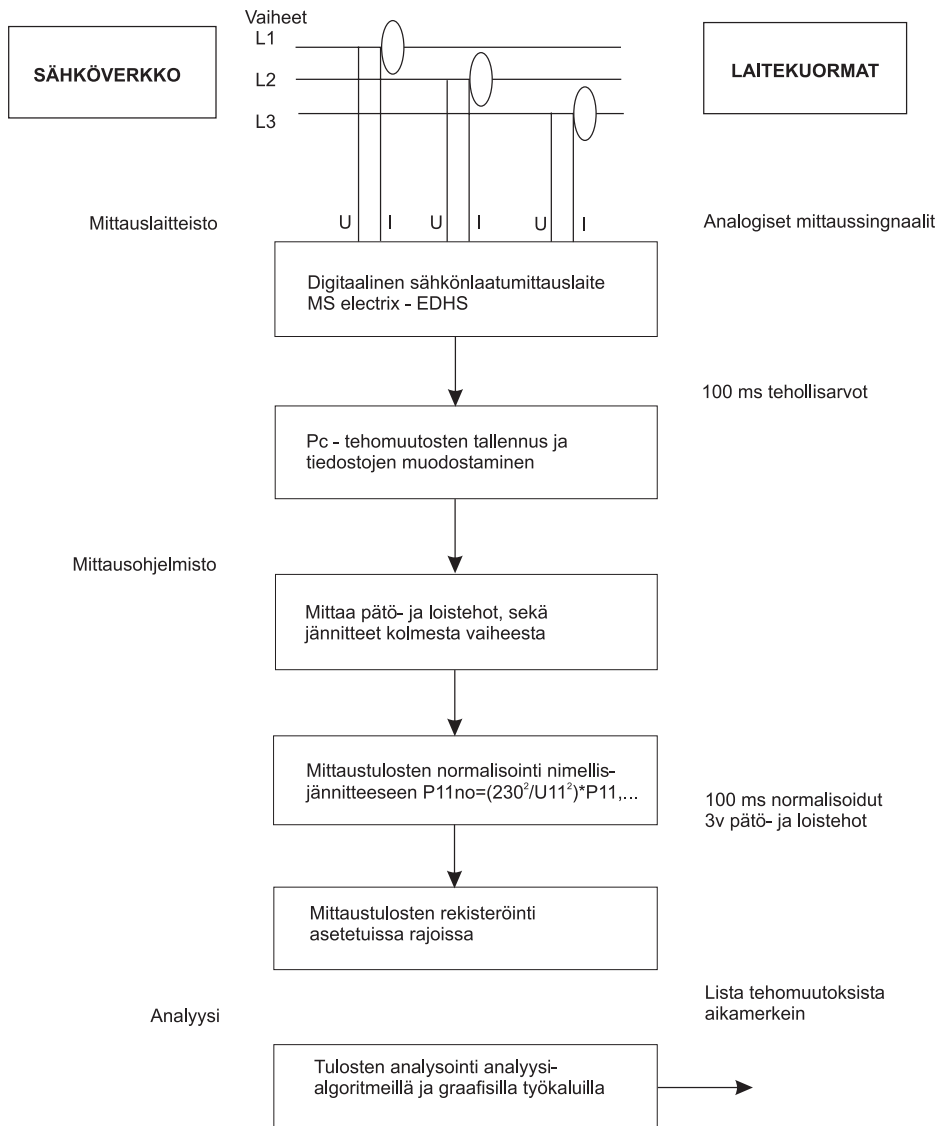 Vaiheet
L1
L2
L3
SÄHKÖVERKKO
LAITEKUORMAT
Mittauslaitteisto
U I U I U I
Analogiset mittaussingnaalit
Digitaalinen sähkönlaatumittauslaite
MS electrix - EDHS
100 ms tehollisarvot
Pc - tehomuutosten tallennus ja
tiedostojen muodostaminen
Mittausohjelmisto
Mittaa pätö- ja loistehot, sekä
jännitteet kolmesta vaiheesta
Mittaustulosten normalisointi nimellis-
jännitteeseen P11no=(230²/U11²)*P11,...
100 ms normalisoidut
3v pätö- ja loistehot
Mittaustulosten rekisteröinti
asetetuissa rajoissa
Lista tehomuutoksista
aikamerkein
Analyysi
Tulosten analysointi analyysi-
algoritmeillä ja graafisilla työkaluilla